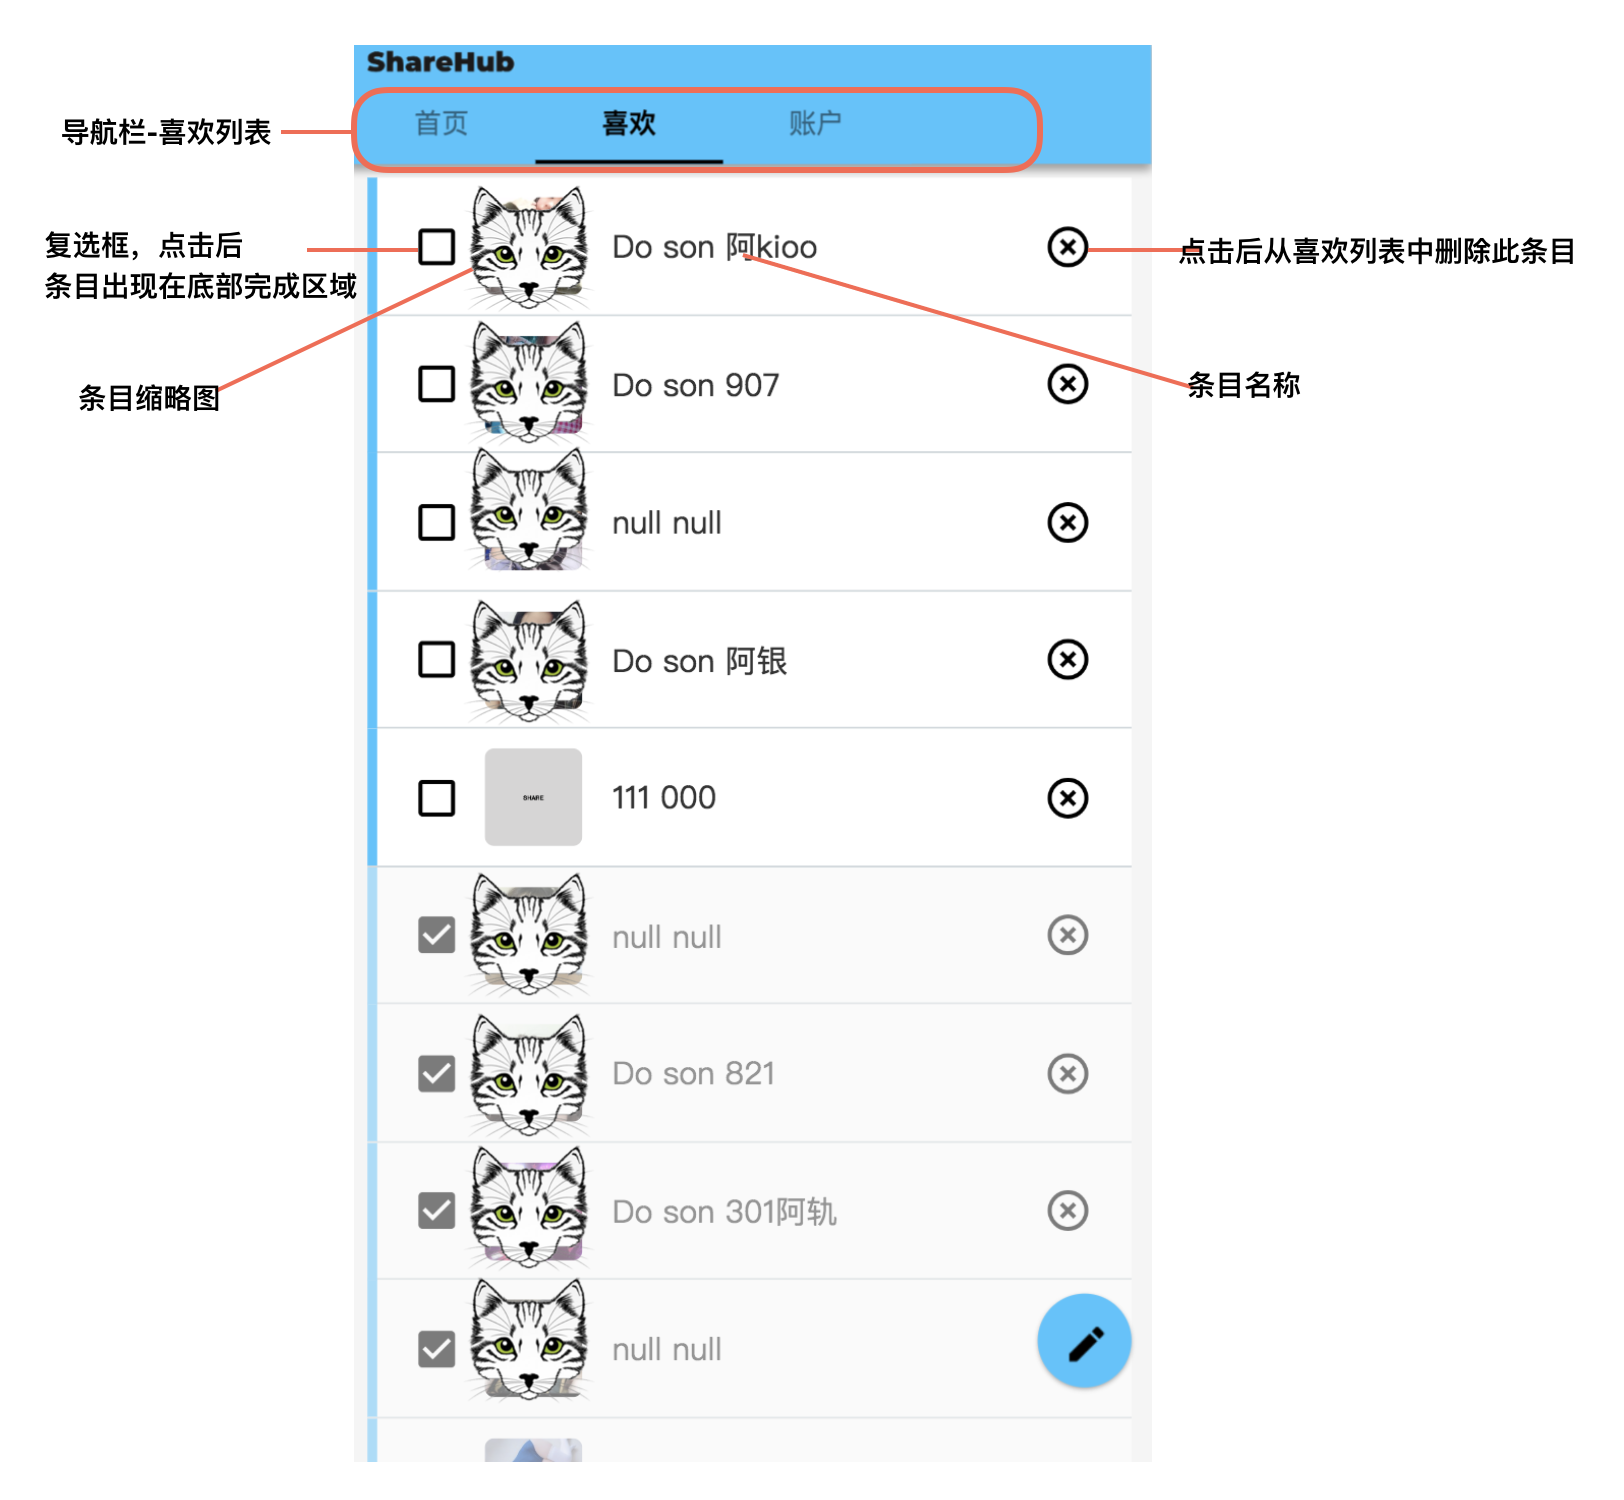 ShareHub
首页 喜欢 账户
导航栏-喜欢列表
复选框，点击后
条目出现在底部完成区域
Do son 阿kioo
点击后从喜欢列表中删除此条目
条目缩略图
Do son 907
条目名称
null null
Do son 阿银
SHARE
111 000
null null
Do son 821
Do son 301阿轨
null null